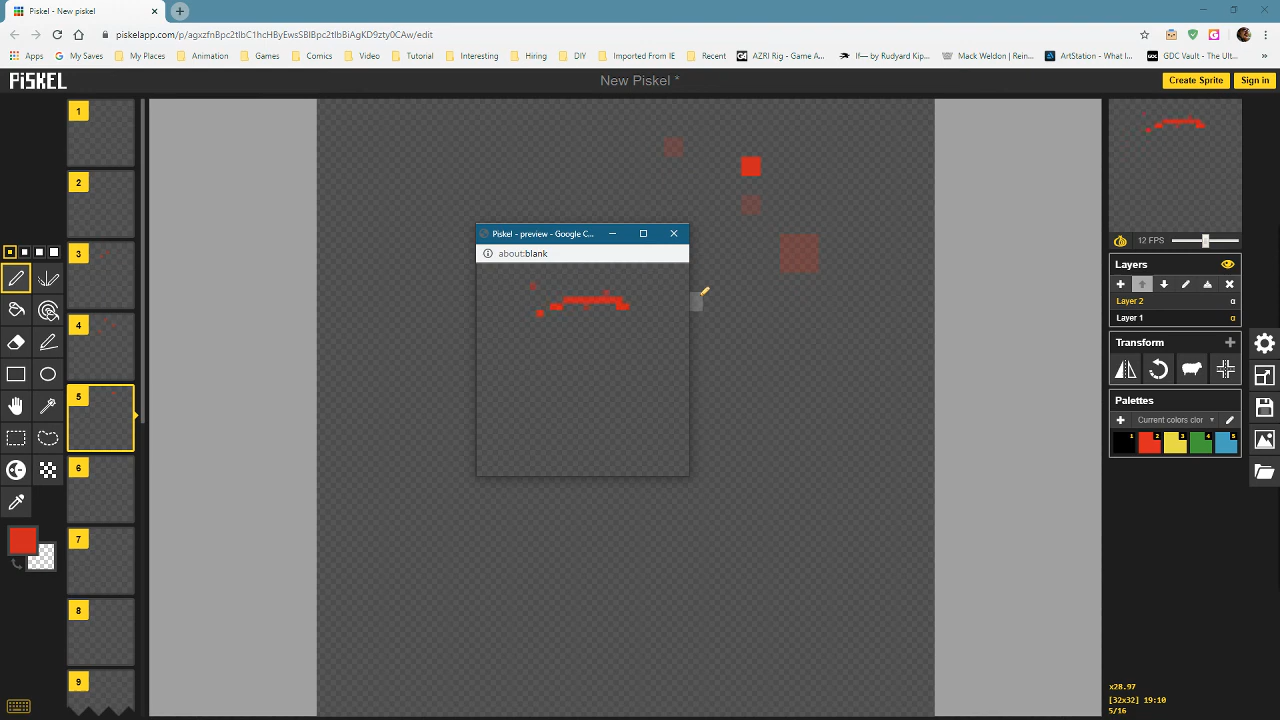 Piskel - New piskel
piskelapp.com/p/agxzfnBpc2tlbC1hcHByEwsSBlBpc2tlbBiAgKD9zty0CAw/edit
Apps My Saves My Places Animation Games Comics Video Tutorial Interesting Hiring DIY Imported From IE Recent AZRI Rig - Game A... If— by Rudyard Kip... Mack Weldon | Rein... ArtStation - What I... GDC Vault - The Ult...
PiSKEL New Piskel * Create Sprite Sign in
1
2
3
4
5
6
7
8
9
Piskel - preview - Google C...
about:blank
12 FPS
Layers
Layer 2 α
Layer 1 α
Transform
Palettes
Current colors clor
1 2 3 4 5
x28.97
[32x32] 19:10
5/16